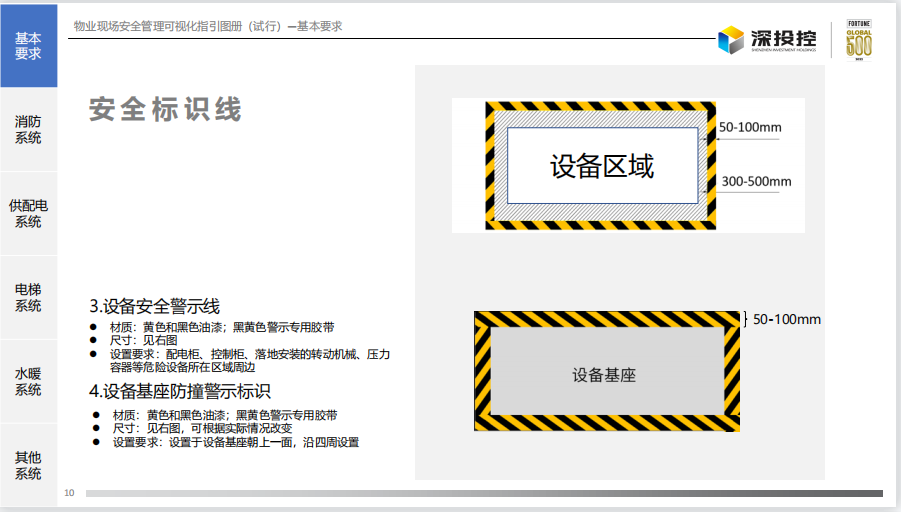 基本
要求
消防
系统
供配电
系统
电梯
系统
水暖
系统
其他
系统
物业现场安全管理可视化指引图册（试行）—基本要求
深投控
SHENZHEN INVESTMENT HOLDINGS
FORTUNE
GLOBAL
500
安全标识线
3.设备安全警示线
● 材质：黄色和黑色油漆；黑黄色警示专用胶带
● 尺寸：见右图
● 设置要求：配电柜、控制柜、落地安装的转动机械、压力
容器等危险设备所在区域周边
4.设备基座防撞警示标识
● 材质：黄色和黑色油漆；黑黄色警示专用胶带
● 尺寸：见右图，可根据实际情况改变
● 设置要求：设置于设备基座朝上一面，沿四周设置
设备区域
50-100mm
300-500mm
设备基座
50-100mm
10